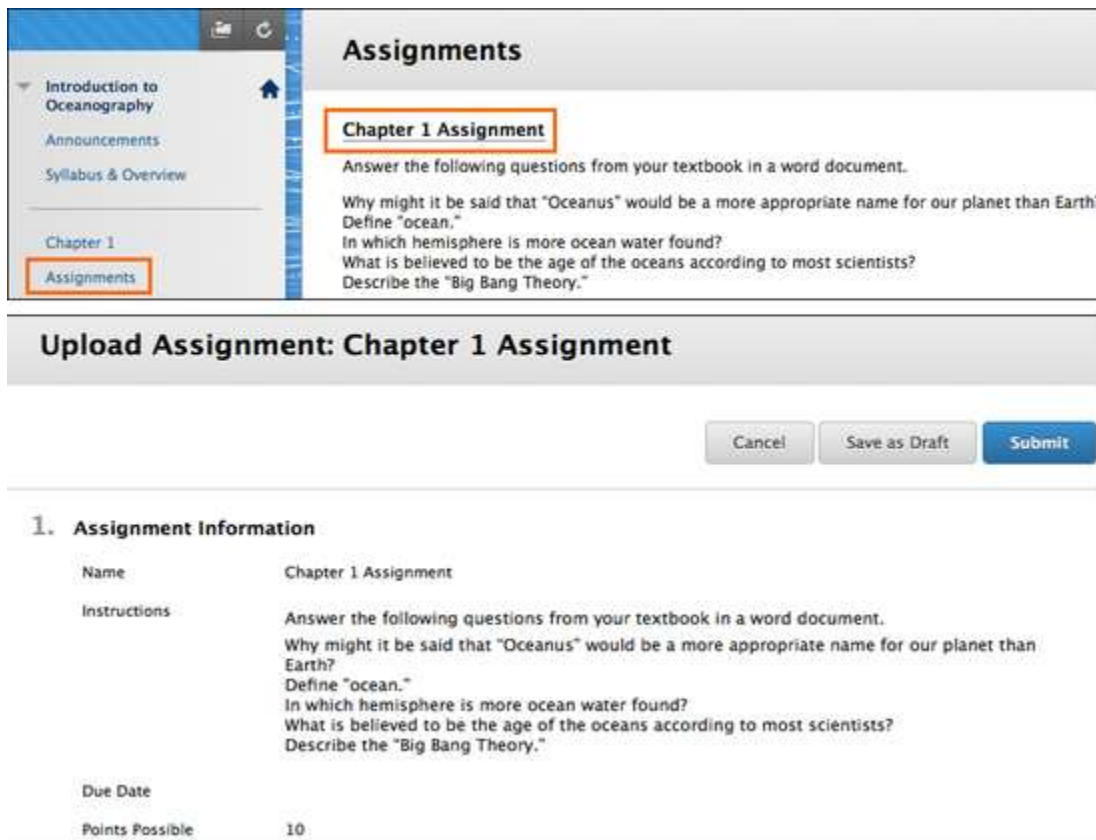 Assignments
Introduction to
Oceanography
Announcements
Syllabus & Overview
Chapter 1
Assignments
Chapter 1 Assignment
Answer the following questions from your textbook in a word document.
Why might it be said that "Oceanus" would be a more appropriate name for our planet than Earth?
Define "ocean."
In which hemisphere is more ocean water found?
What is believed to be the age of the oceans according to most scientists?
Describe the "Big Bang Theory."
Upload Assignment: Chapter 1 Assignment
Cancel
Save as Draft
Submit
1. Assignment Information
Name
Chapter 1 Assignment
Instructions
Answer the following questions from your textbook in a word document.
Why might it be said that "Oceanus" would be a more appropriate name for our planet than
Earth?
Define "ocean."
In which hemisphere is more ocean water found?
What is believed to be the age of the oceans according to most scientists?
Describe the "Big Bang Theory."
Due Date
Points Possible
10